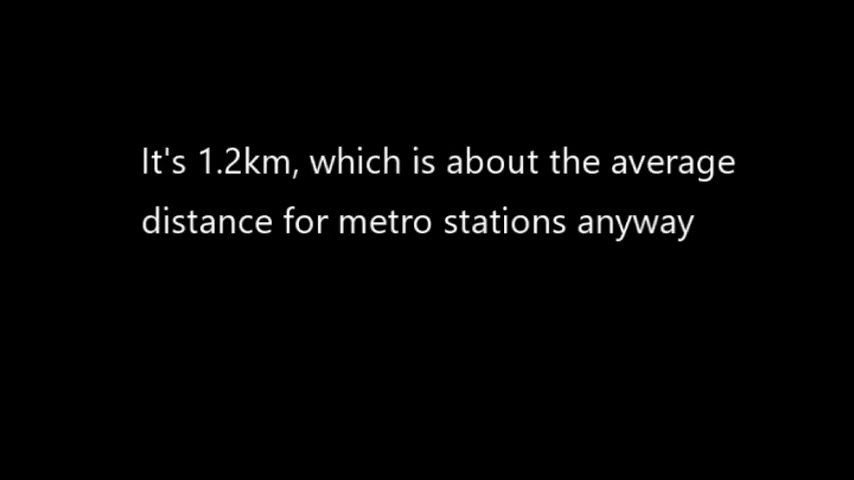 It's 1.2km, which is about the average
distance for metro stations anyway